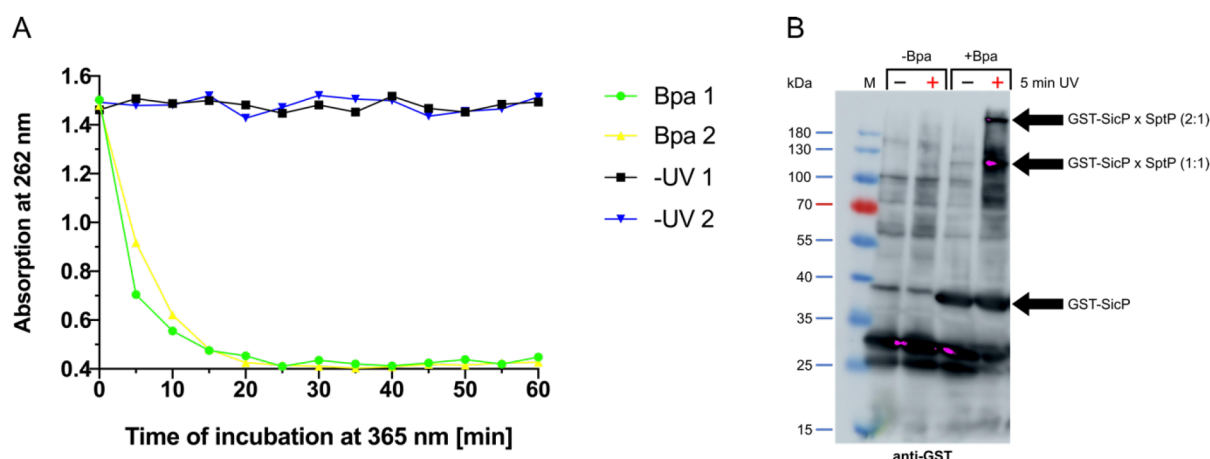 A
Absorption at 262 nm
1.6
1.4
1.2
1.0
0.8
0.6
0.4
0 10 20 30 40 50 60
Time of incubation at 365 nm [min]
Bpa 1
Bpa 2
-UV 1
-UV 2
B
-Bpa +Bpa
kDa M − + − + 5 min UV
180
130
100
70
55
40
35
25
15
GST-SicP x SptP (2:1)
GST-SicP x SptP (1:1)
GST-SicP
anti-GST